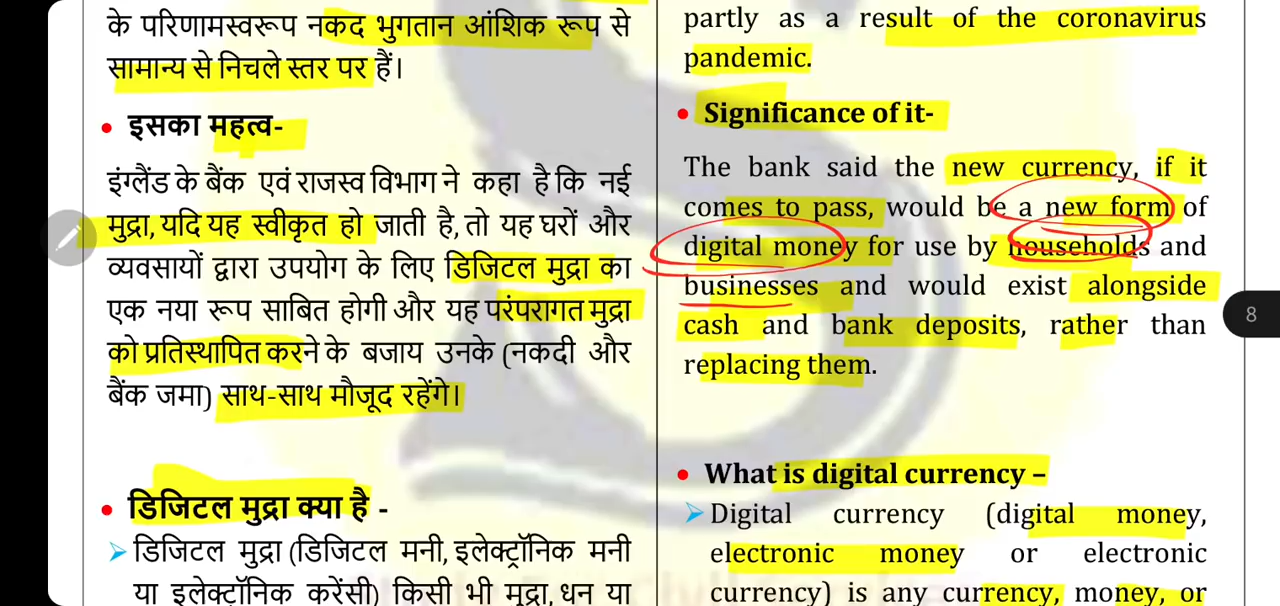 के परिणामस्वरूप नकद भुगतान आंशिक रूप से
सामान्य से निचले स्तर पर हैं।
• इसका महत्व-
इंग्लैंड के बैंक एवं राजस्व विभाग ने कहा है कि नई
मुद्रा, यदि यह स्वीकृत हो जाती है, तो यह घरों और
व्यवसायों द्वारा उपयोग के लिए डिजिटल मुद्रा का
एक नया रूप साबित होगी और यह परंपरागत मुद्रा
को प्रतिस्थापित करने के बजाय उनके (नकदी और
बैंक जमा) साथ-साथ मौजूद रहेंगे।
• डिजिटल मुद्रा क्या है -
➤ डिजिटल मुद्रा (डिजिटल मनी, इलेक्ट्रॉनिक मनी
या इलेक्ट्रॉनिक करेंसी) किसी भी मुद्रा, धन या
partly as a result of the coronavirus
pandemic.
• Significance of it-
The bank said the new currency, if it
comes to pass, would be a new form of
digital money for use by households and
businesses and would exist alongside
cash and bank deposits, rather than
replacing them.
• What is digital currency –
➤ Digital currency (digital money,
electronic money or electronic
currency) is any currency, money, or
8